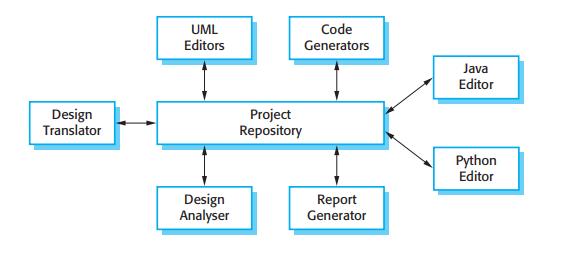 UML
Editors
Code
Generators
Java
Editor
Design
Translator
Project
Repository
Python
Editor
Design
Analyser
Report
Generator